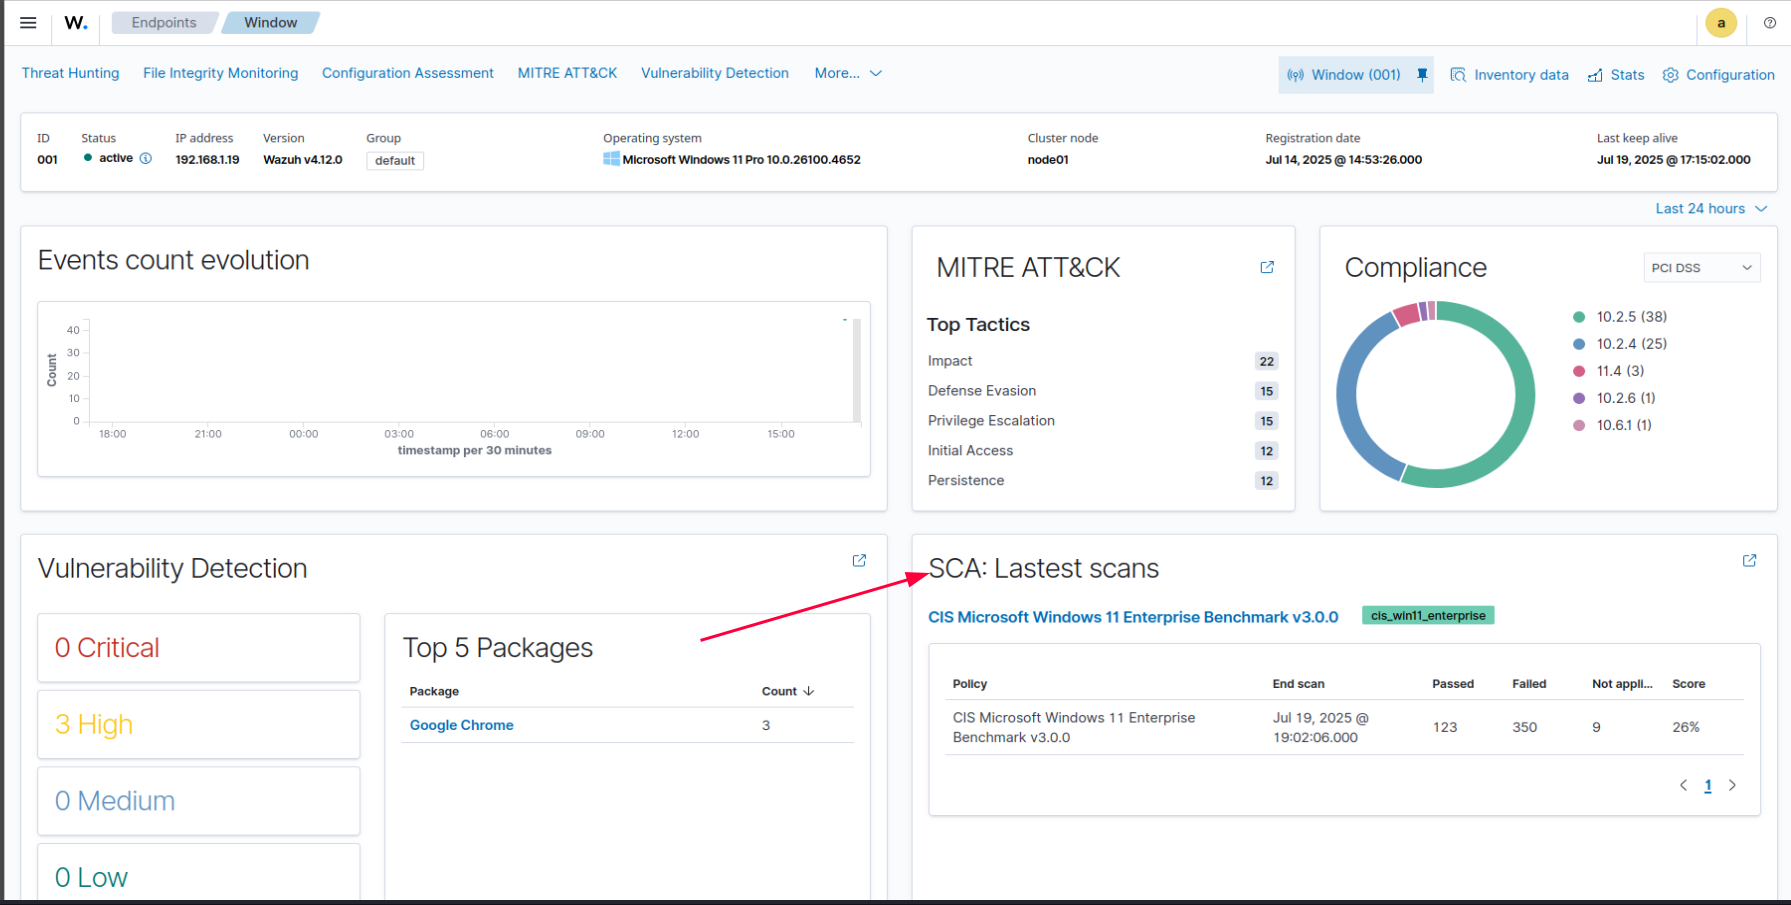 W.
Endpoints
Window
a
Threat Hunting
File Integrity Monitoring
Configuration Assessment
MITRE ATT&CK
Vulnerability Detection
More...
Window (001)
Inventory data
Stats
Configuration
ID
Status
IP address
Version
Group
Operating system
Cluster node
Registration date
Last keep alive
001
active
192.168.1.19
Wazuh v4.12.0
default
Microsoft Windows 11 Pro 10.0.26100.4652
node01
Jul 14, 2025 @ 14:53:26.000
Jul 19, 2025 @ 17:15:02.000
Last 24 hours
Events count evolution
Count
40
30
20
10
0
18:00
21:00
00:00
03:00
06:00
09:00
12:00
15:00
timestamp per 30 minutes
MITRE ATT&CK
Top Tactics
Impact 22
Defense Evasion 15
Privilege Escalation 15
Initial Access 12
Persistence 12
Compliance
PCI DSS
10.2.5 (38)
10.2.4 (25)
11.4 (3)
10.2.6 (1)
10.6.1 (1)
Vulnerability Detection
0 Critical
3 High
0 Medium
0 Low
Top 5 Packages
Package Count
Google Chrome 3
SCA: Lastest scans
CIS Microsoft Windows 11 Enterprise Benchmark v3.0.0
cis_win11_enterprise
Policy End scan Passed Failed Not appli... Score
CIS Microsoft Windows 11 Enterprise
Benchmark v3.0.0
Jul 19, 2025 @
19:02:06.000
123
350
9
26%
1